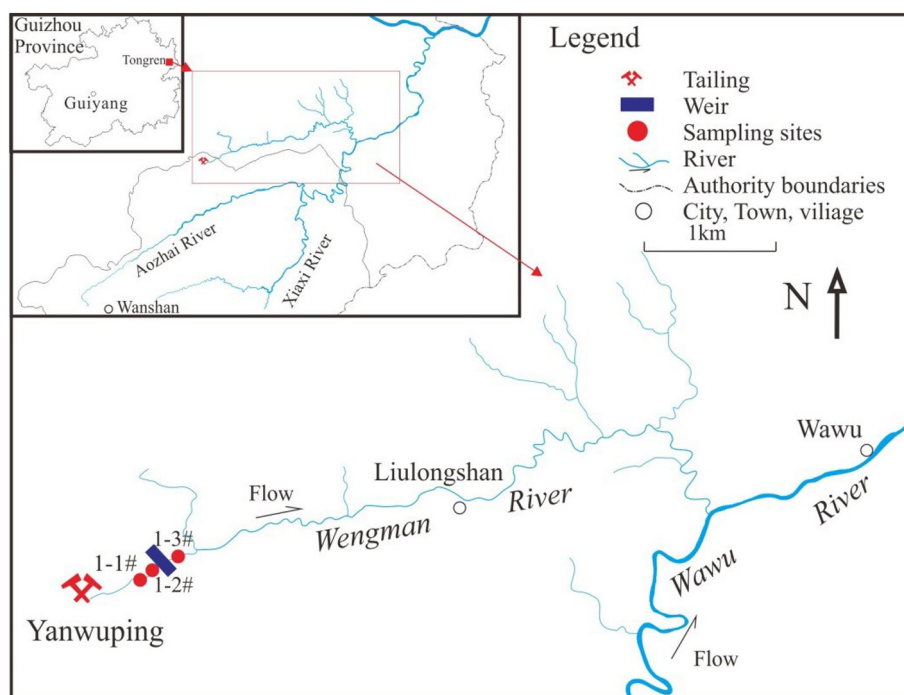 Guizhou
Province
Tongren
Guiyang
Aozhai River
Xiaxi River
Wanshan
Legend
Tailing
Weir
Sampling sites
River
Authority boundaries
City, Town, viliage
1km
N
Wawu
Liulongshan
Flow
Wengman River
Wawu River
1-3#
1-1#
1-2#
Yanwuping
Flow